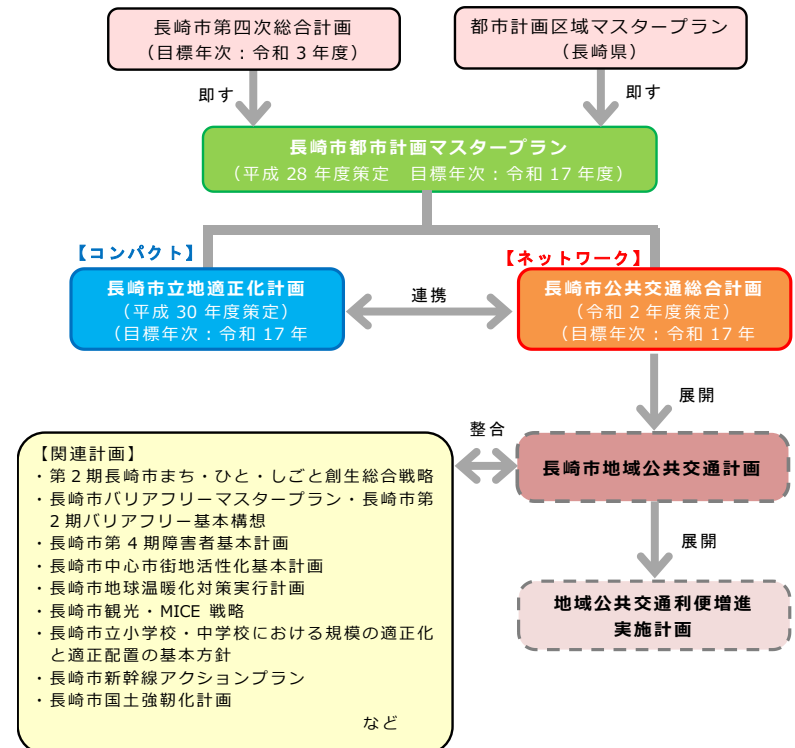 長崎市第四次総合計画
（目標年次：令和３年度）
都市計画区域マスタープラン
（長崎県）
即す
即す
長崎市都市計画マスタープラン
（平成 28 年度策定　目標年次：令和 17 年度）
【コンパクト】
【ネットワーク】
長崎市立地適正化計画
（平成 30 年度策定）
（目標年次：令和 17 年
連携
長崎市公共交通総合計画
（令和２年度策定）
（目標年次：令和 17 年
展開
整合
長崎市地域公共交通計画
展開
地域公共交通利便増進
実施計画
【関連計画】
・第２期長崎市まち・ひと・しごと創生総合戦略
・長崎市バリアフリーマスタープラン・長崎市第
２期バリアフリー基本構想
・長崎市第４期障害者基本計画
・長崎市中心市街地活性化基本計画
・長崎市地球温暖化対策実行計画
・長崎市観光・MICE 戦略
・長崎市立小学校・中学校における規模の適正化
と適正配置の基本方針
・長崎市新幹線アクションプラン
・長崎市国土強靭化計画
など